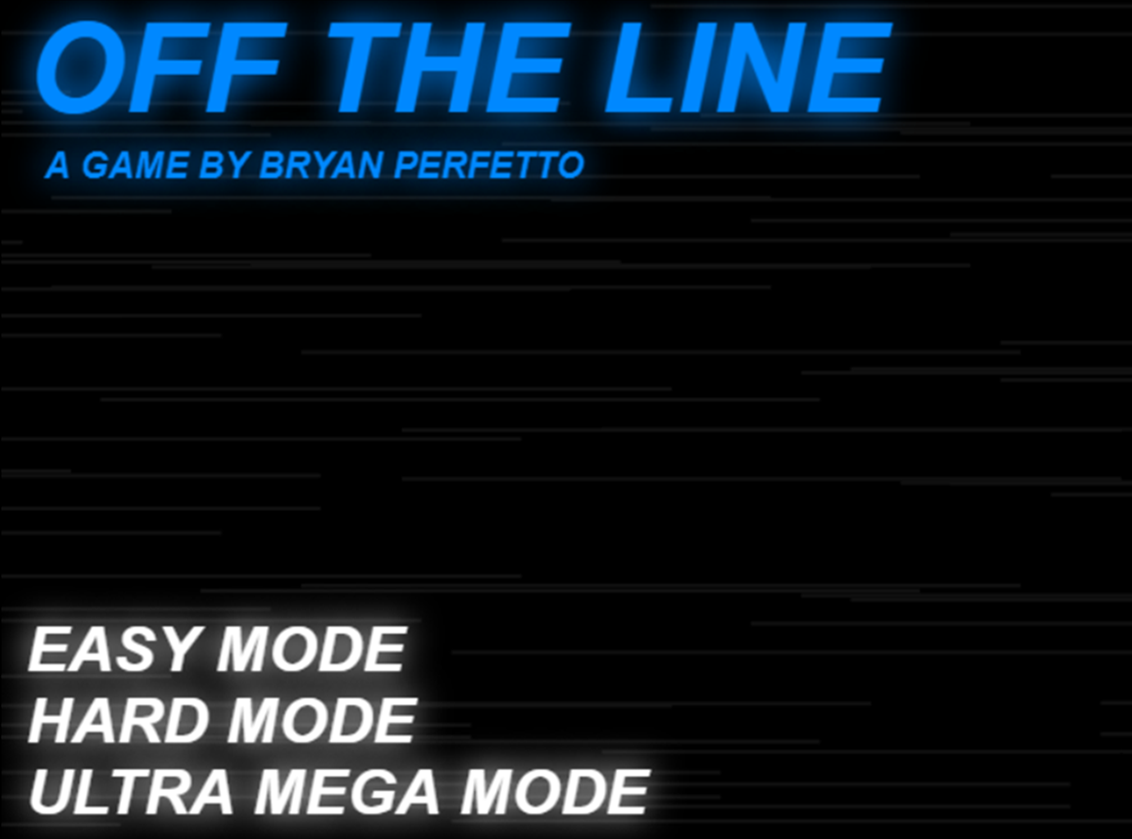 OFF THE LINE
A GAME BY BRYAN PERFETTO
EASY MODE
HARD MODE
ULTRA MEGA MODE